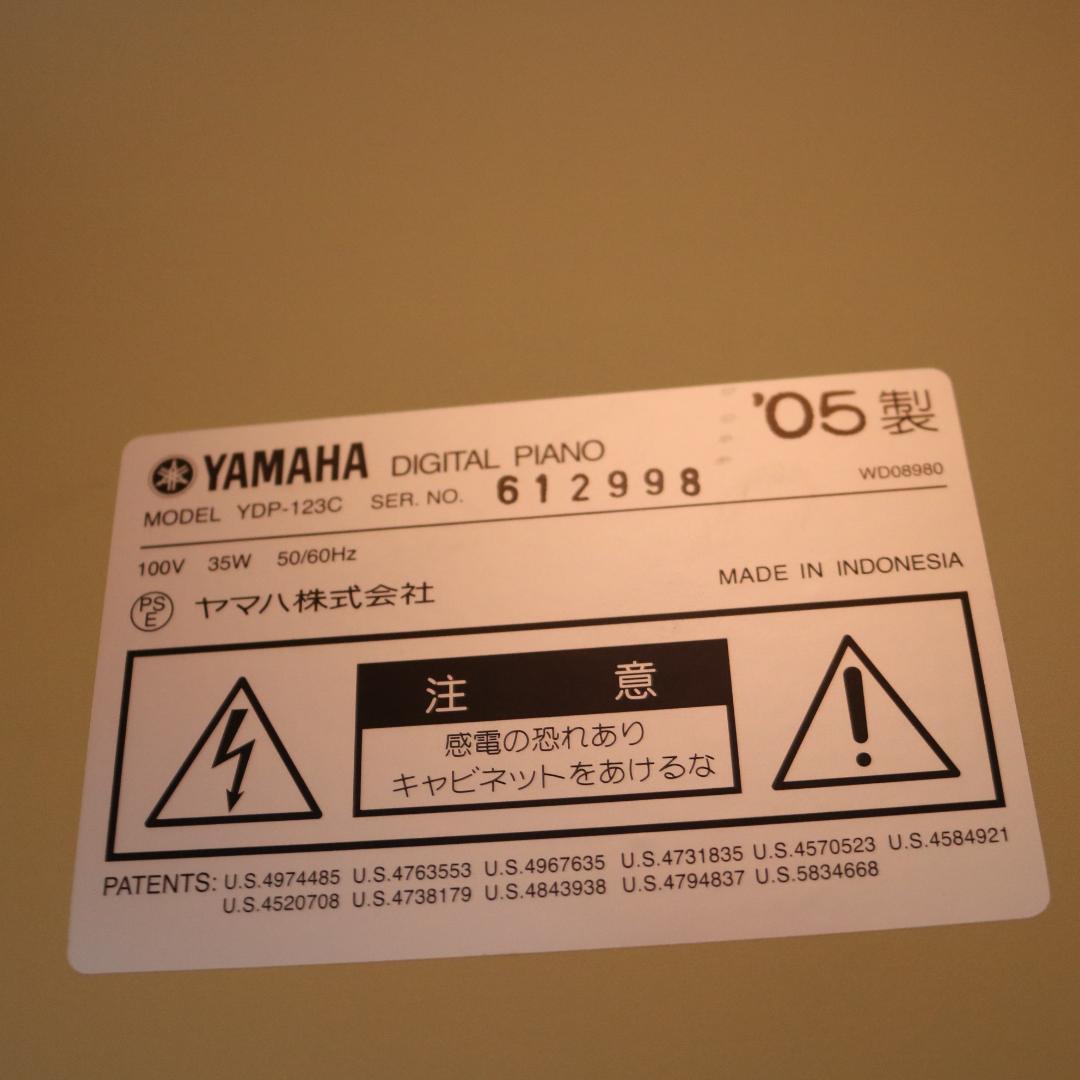 '05製
YAMAHA DIGITAL PIANO
MODEL YDP-123C SER. NO. 612998 WD08980
100V 35W 50/60Hz
MADE IN INDONESIA
PSE ヤマハ株式会社
注意
感電の恐れあり
キャビネットをあけるな
PATENTS: U.S.4974485 U.S.4763553 U.S.4967635 U.S.4731835 U.S.4570523 U.S.4584921
U.S.4520708 U.S.4738179 U.S.4843938 U.S.4794837 U.S.5834668